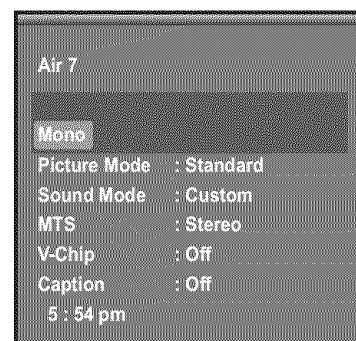 Air 7
Mono
Picture Mode : Standard
Sound Mode : Custom
MTS : Stereo
V-Chip : Off
Caption : Off
5 : 54 pm